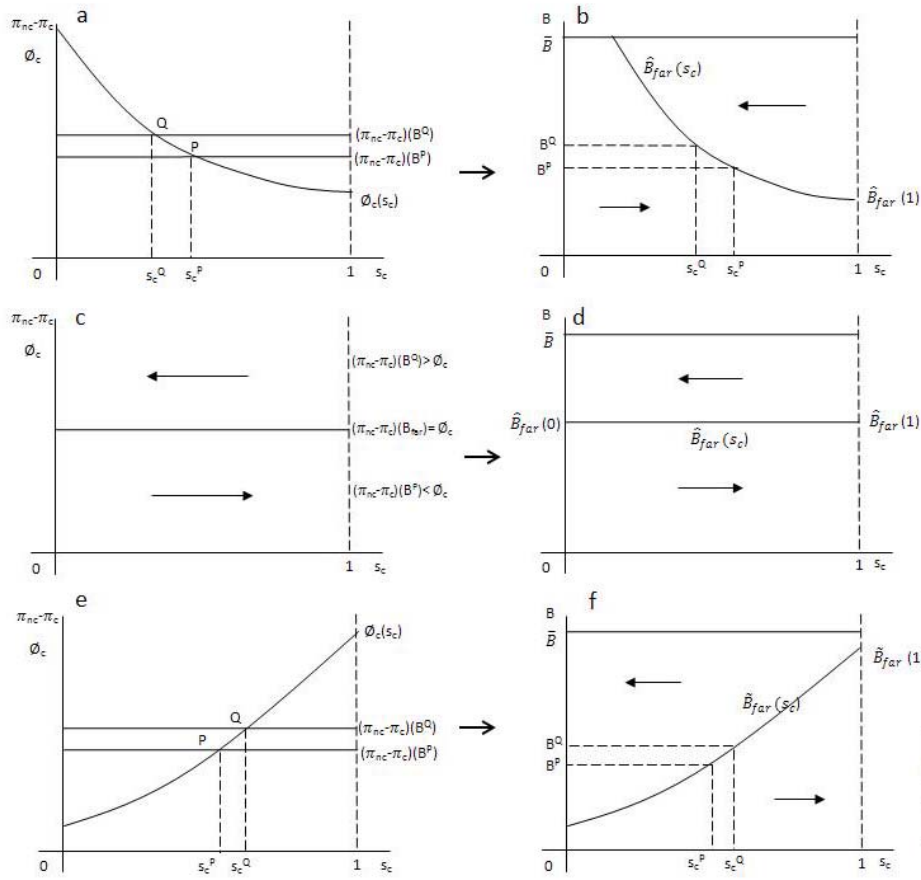 a
π_nc-π_c
Ø_c
Q
P
(π_nc-π_c)(B^Q)
(π_nc-π_c)(B^P)
Ø_c(s_c)
0
s_c^Q
s_c^P
1
s_c
b
B
B̄
B̂_far(s_c)
B^Q
B^P
B̂_far(1)
0
s_c^Q
s_c^P
1
s_c
c
π_nc-π_c
Ø_c
(π_nc-π_c)(B^Q)>Ø_c
(π_nc-π_c)(B_far)=Ø_c
(π_nc-π_c)(B^P)<Ø_c
0
1
s_c
d
B
B̄
B̂_far(0)
B̂_far(s_c)
B̂_far(1)
0
1
s_c
e
π_nc-π_c
Ø_c
Ø_c(s_c)
Q
P
(π_nc-π_c)(B^Q)
(π_nc-π_c)(B^P)
0
s_c^P
s_c^Q
1
s_c
f
B
B̄
B̃_far(1
B̃_far(s_c)
B^Q
B^P
0
s_c^P
s_c^Q
1
s_c